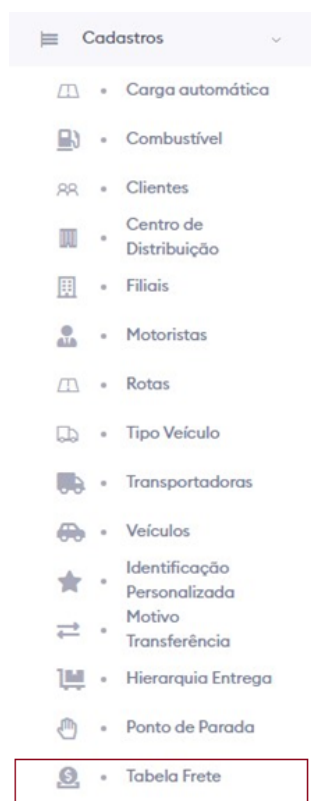 Cadastros
Carga automática
Combustível
Clientes
Centro de
Distribuição
Filiais
Motoristas
Rotas
Tipo Veículo
Transportadoras
Veículos
Identificação
Personalizada
Motivo
Transferência
Hierarquia Entrega
Ponto de Parada
Tabela Frete